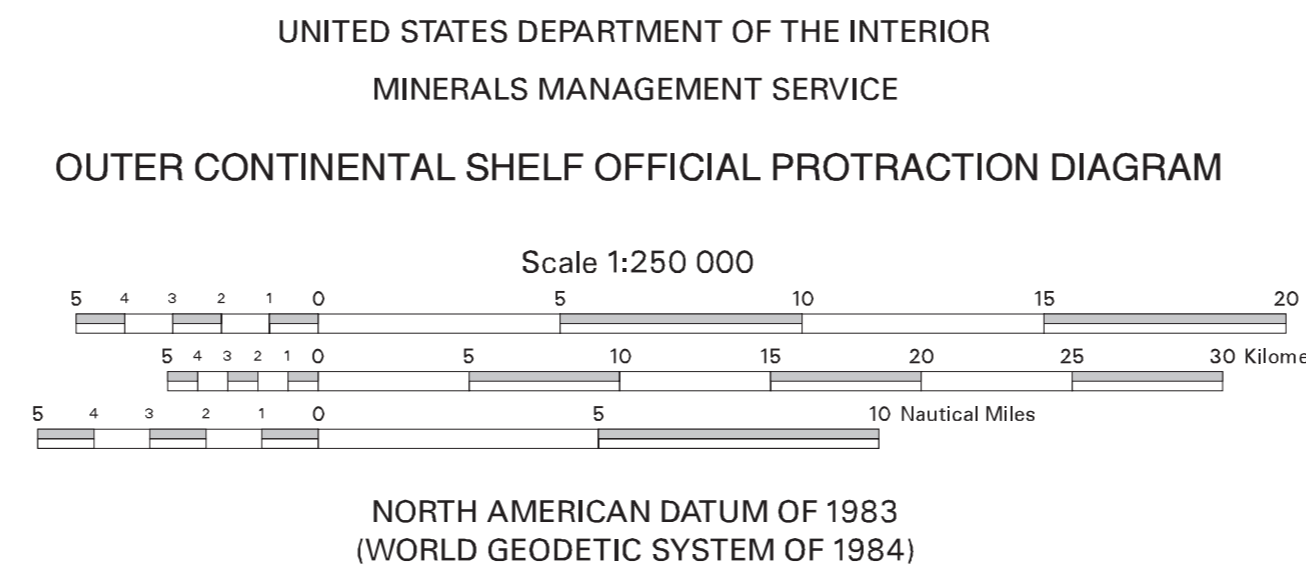 UNITED STATES DEPARTMENT OF THE INTERIOR
MINERALS MANAGEMENT SERVICE
OUTER CONTINENTAL SHELF OFFICIAL PROTRACTION DIAGRAM
Scale 1:250 000
5 4 3 2 1 0 5 10 15 20
5 4 3 2 1 0 5 10 15 20 25 30 Kilome
5 4 3 2 1 0 5 10 Nautical Miles
NORTH AMERICAN DATUM OF 1983
(WORLD GEODETIC SYSTEM OF 1984)